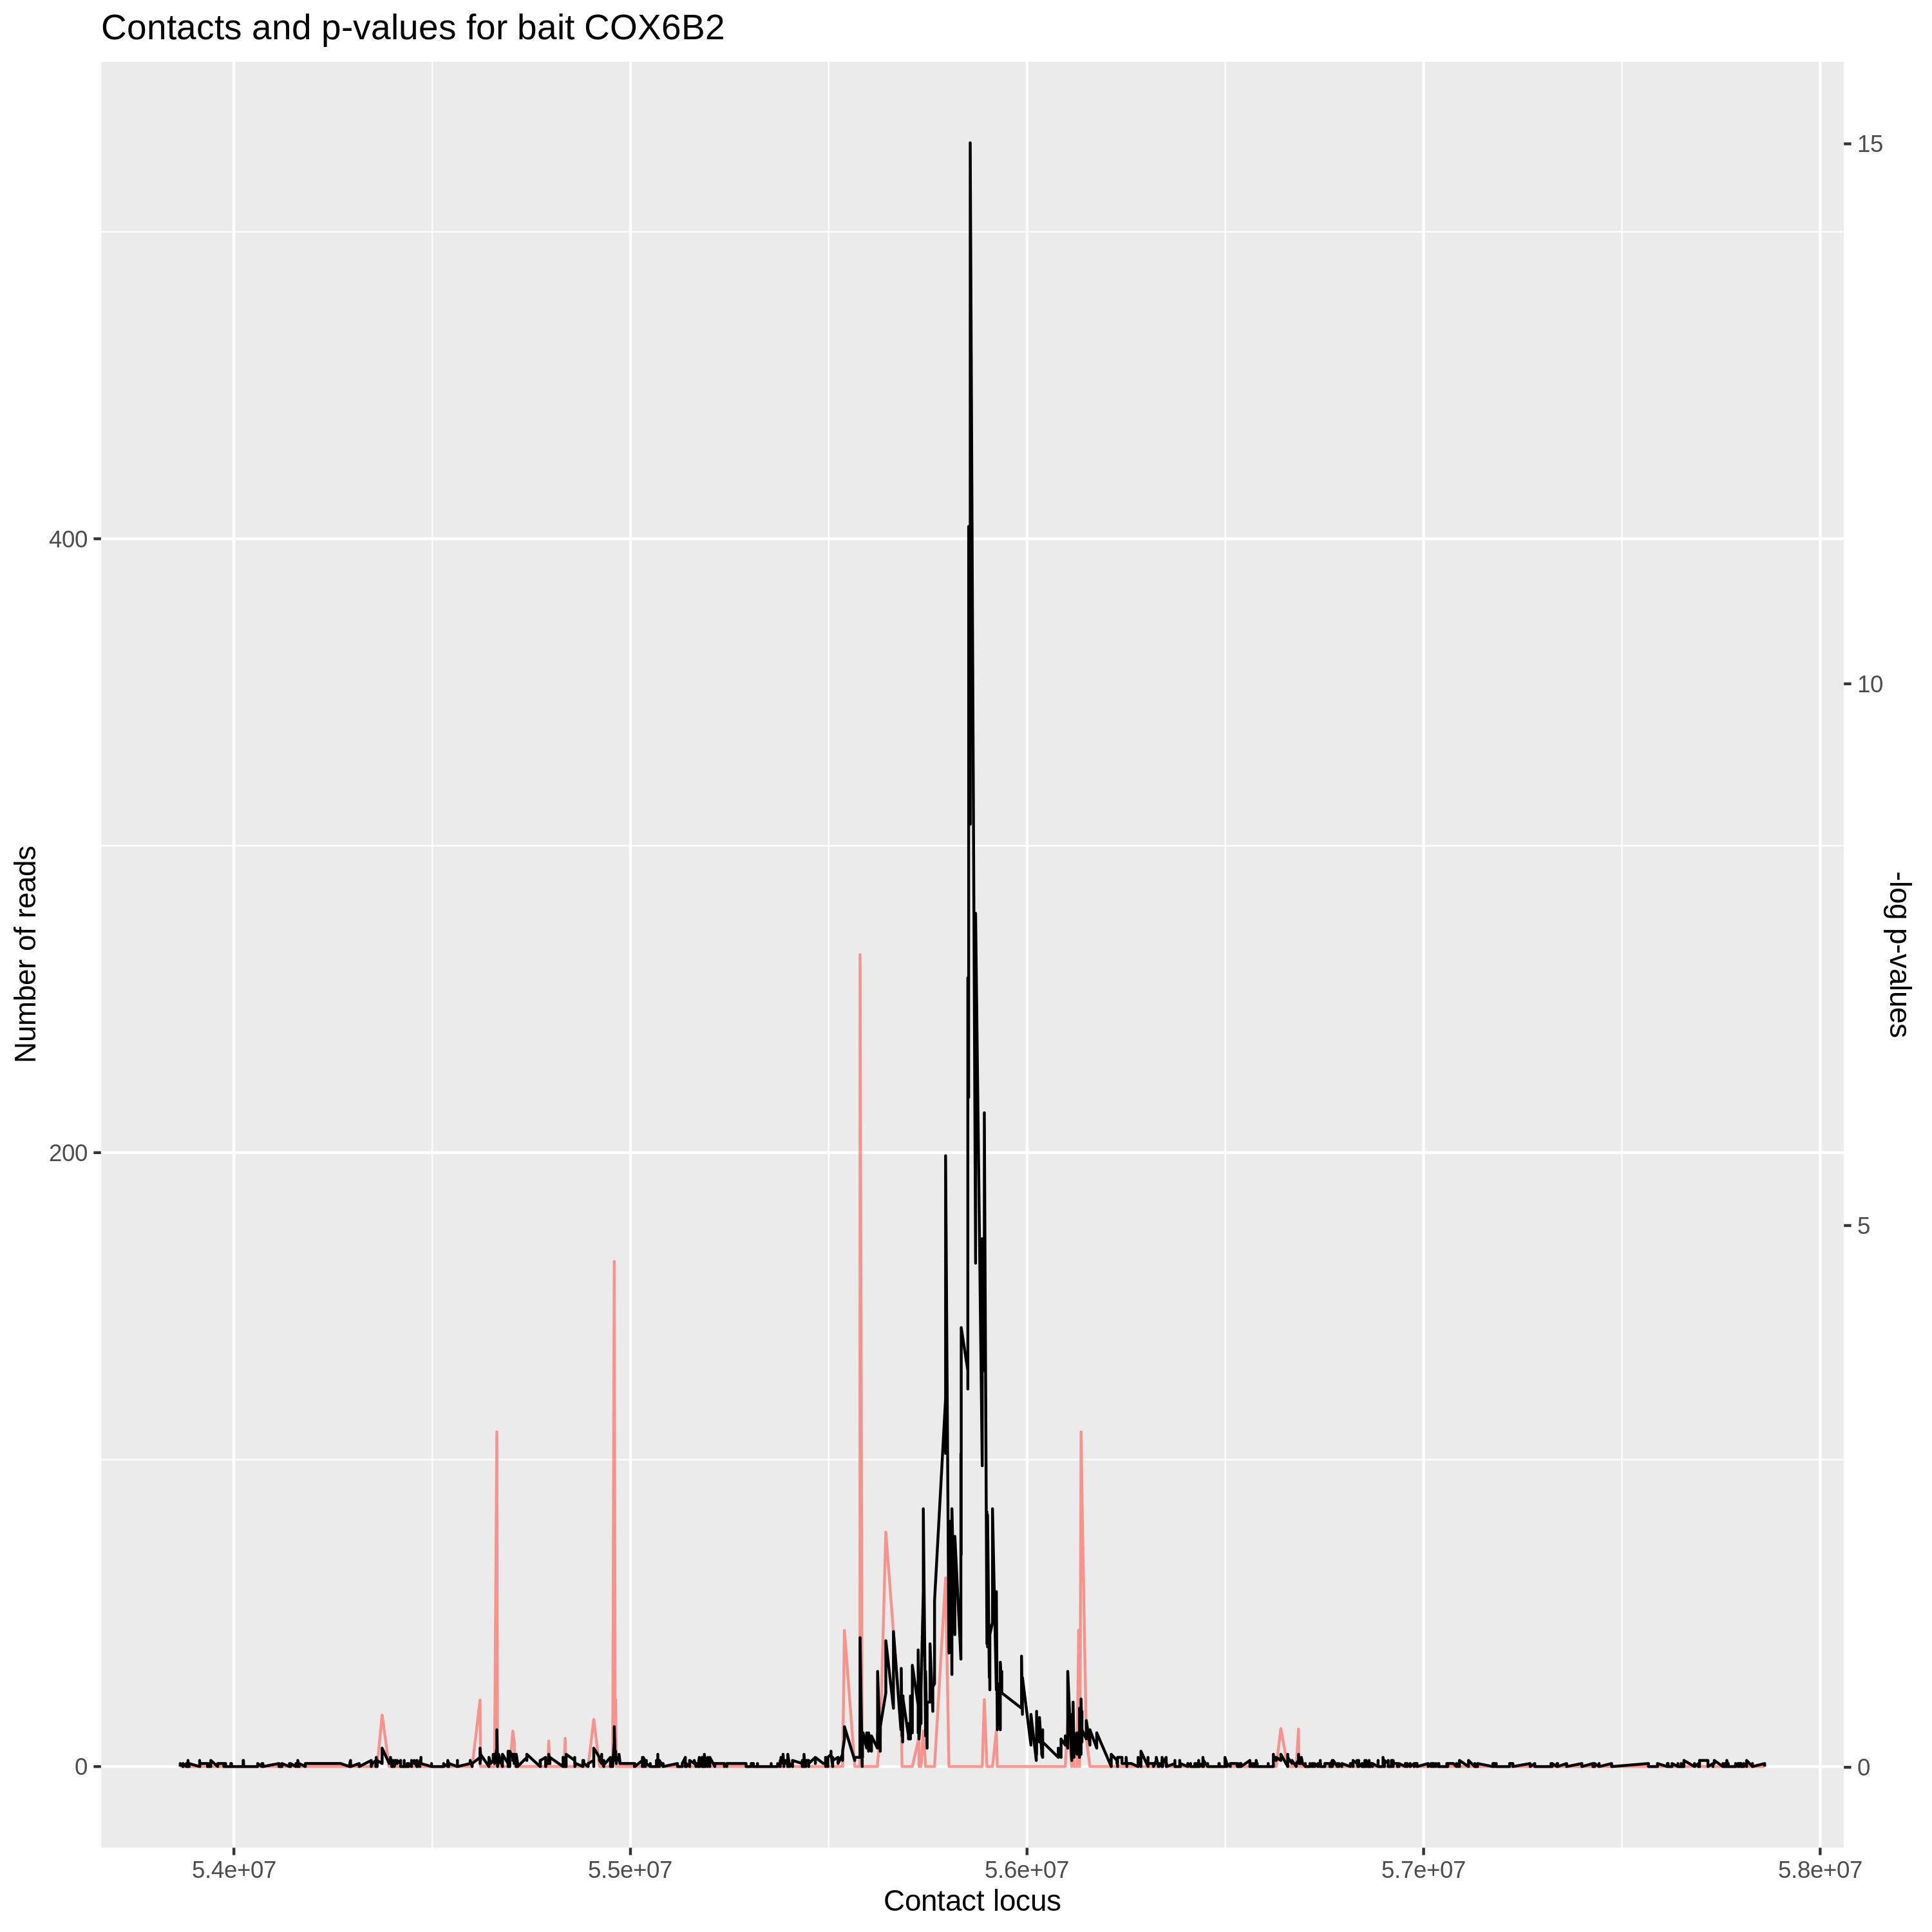 Contacts and p-values for bait COX6B2
Number of reads
400
200
0
15
10
5
0
-log p-values
5.4e+07
5.5e+07
5.6e+07
5.7e+07
5.8e+07
Contact locus